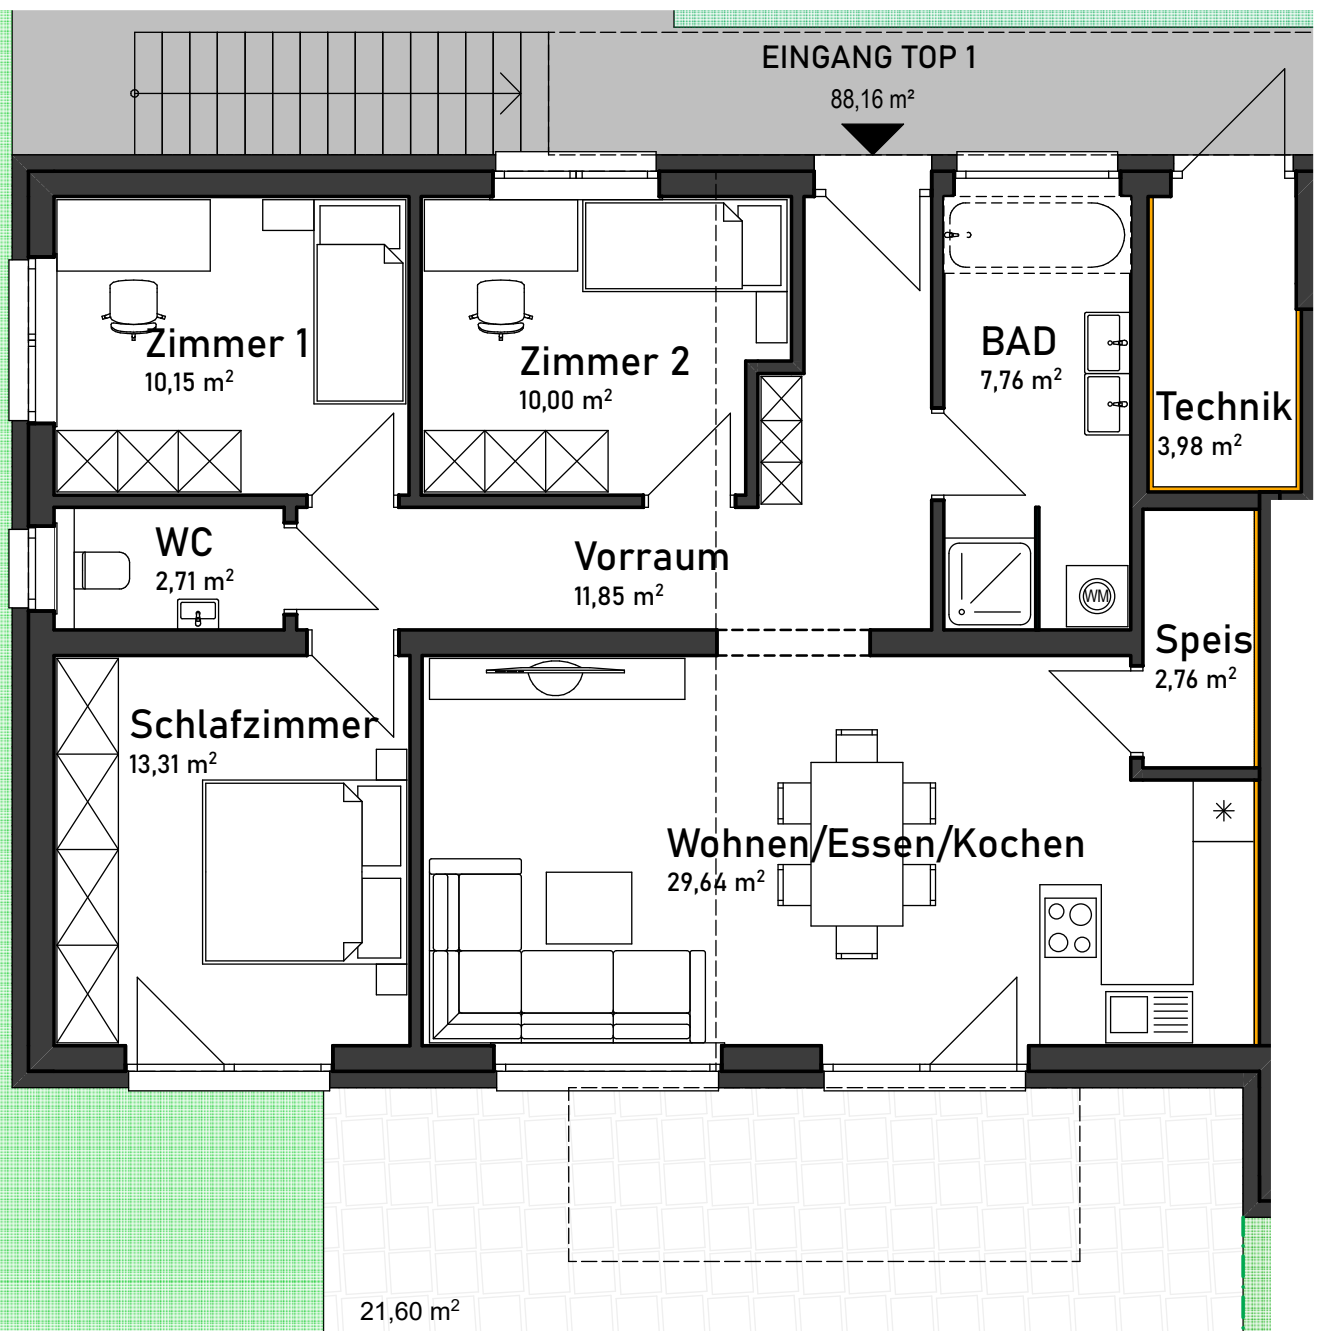 EINGANG TOP 1
88,16 m²
Zimmer 1
10,15 m²
Zimmer 2
10,00 m²
BAD
7,76 m²
Technik
3,98 m²
WC
2,71 m²
Vorraum
11,85 m²
WM
Speis
2,76 m²
Schlafzimmer
13,31 m²
Wohnen/Essen/Kochen
29,64 m²
21,60 m²